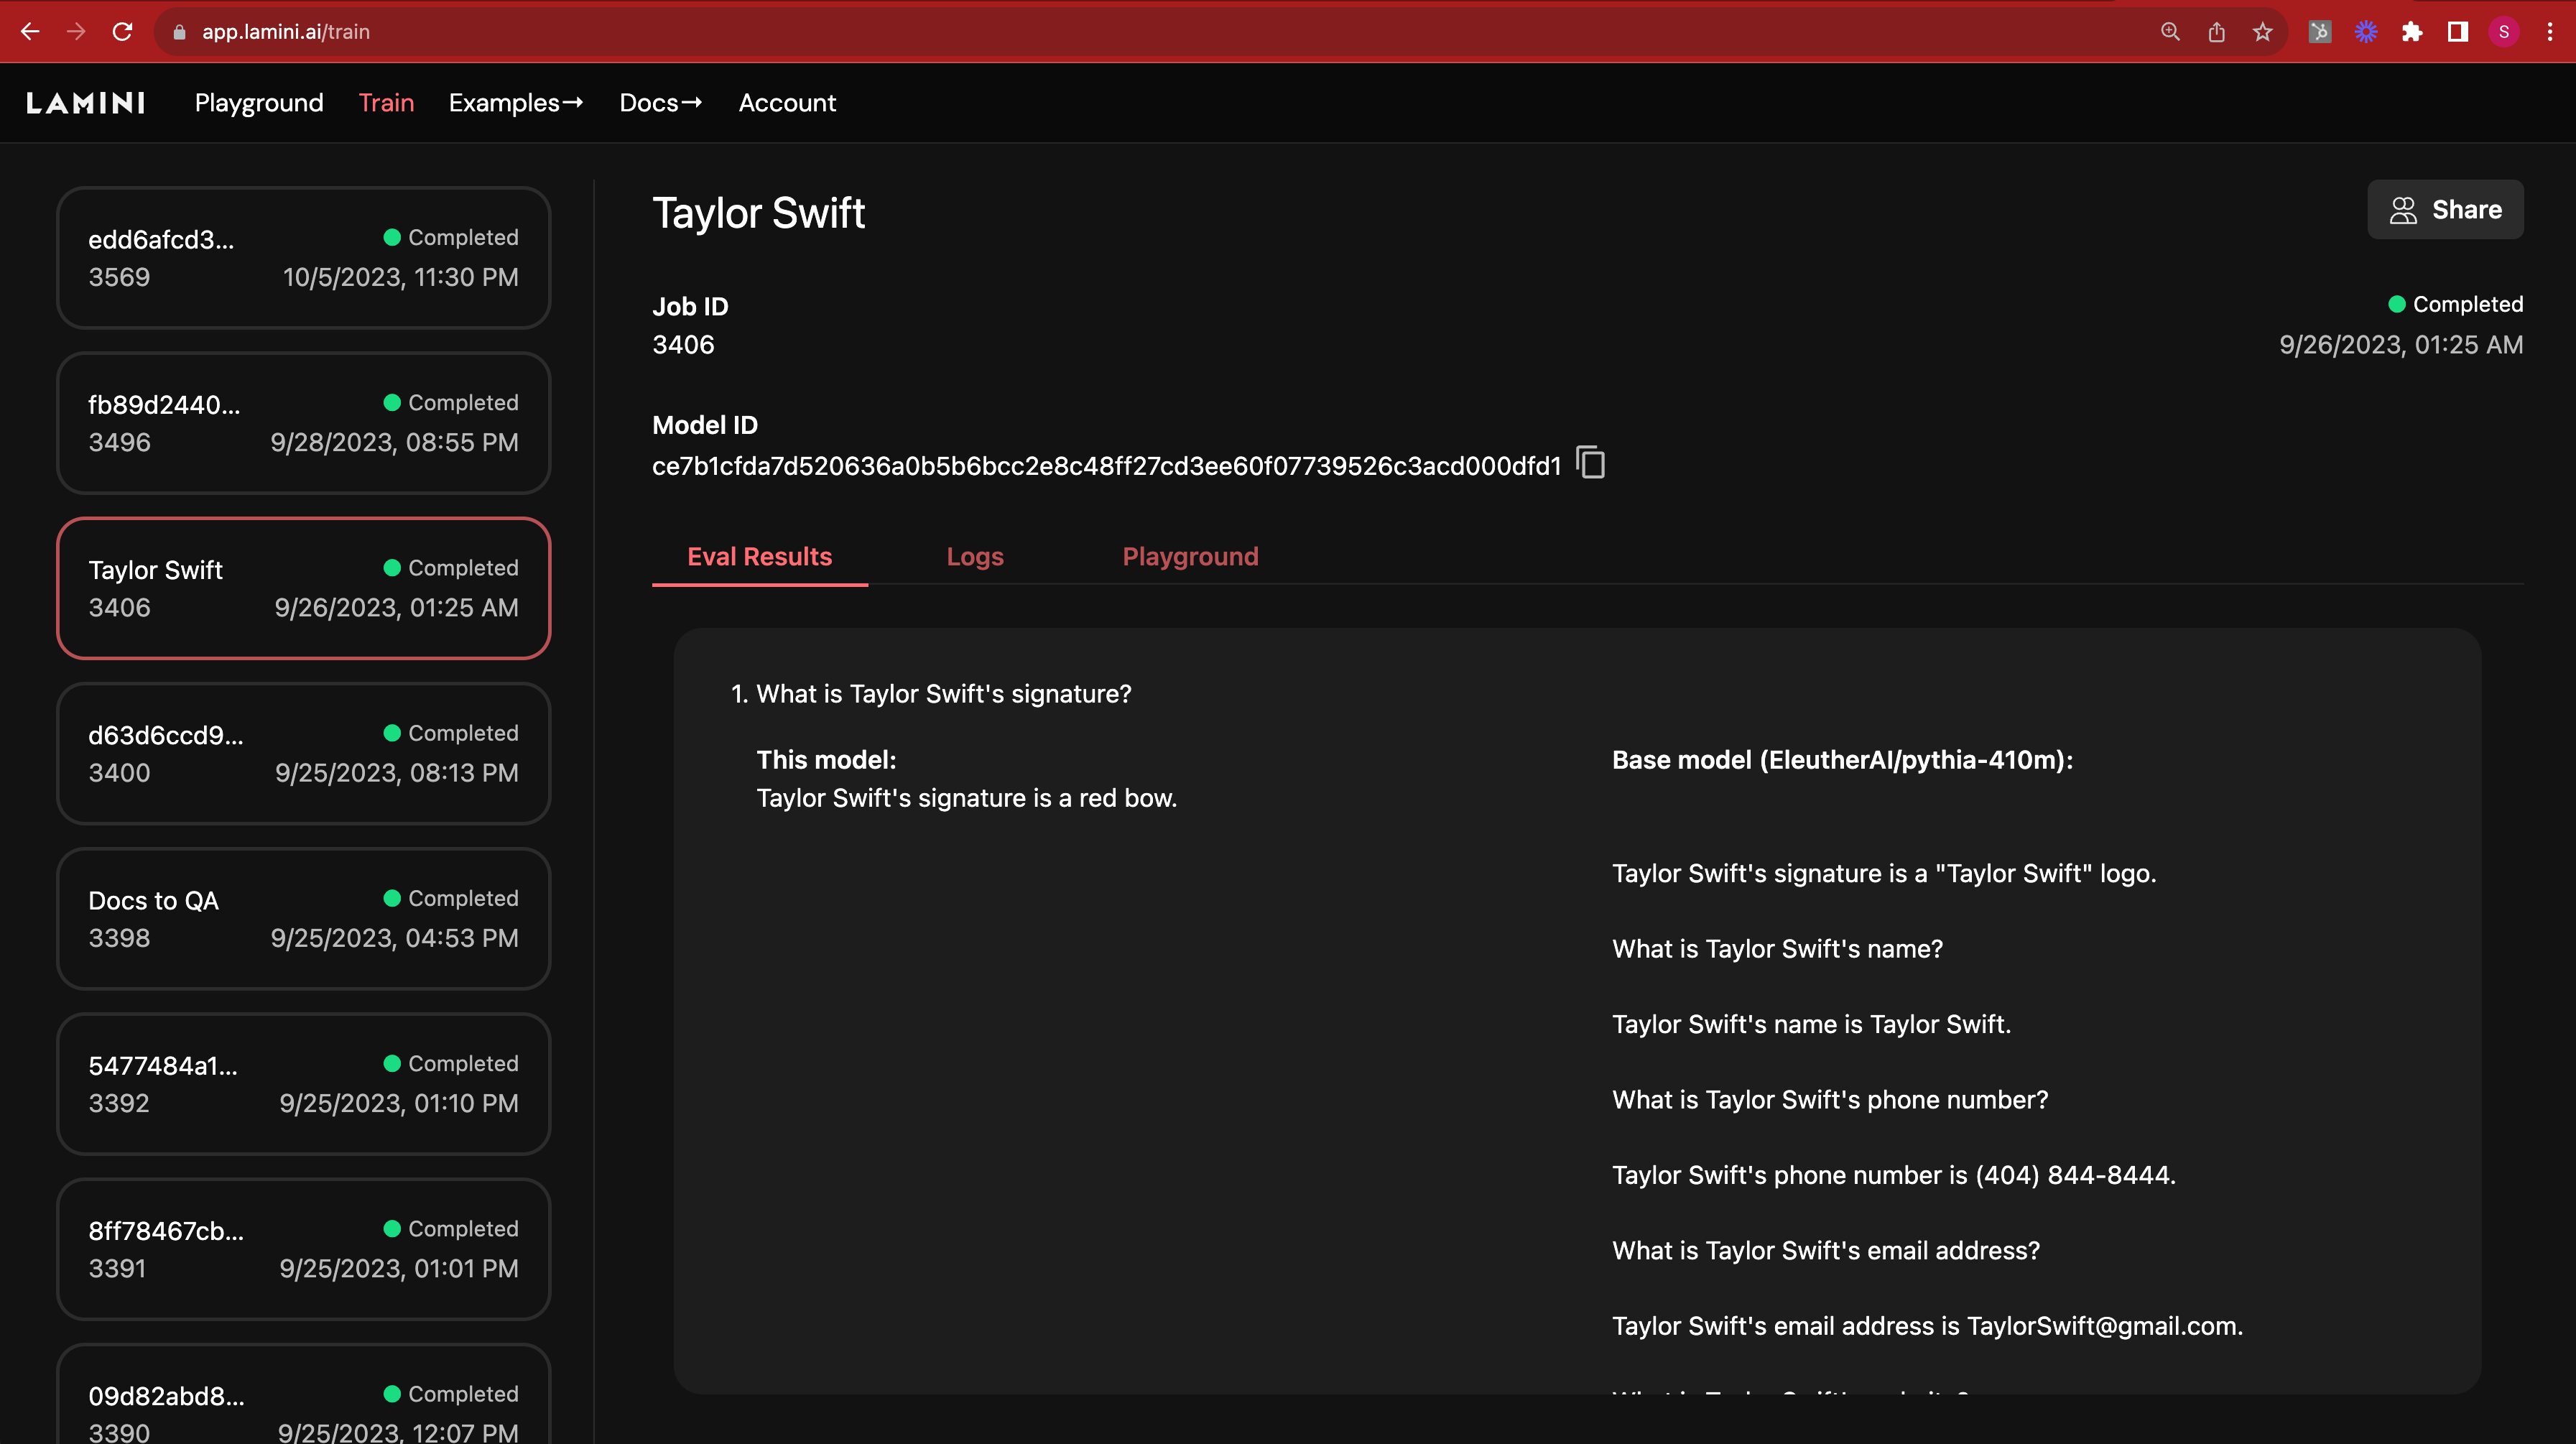 app.lamini.ai/train
S
LAMINI
Playground
Train
Examples→
Docs→
Account
edd6afcd3...
Completed
3569
10/5/2023, 11:30 PM
fb89d2440...
Completed
3496
9/28/2023, 08:55 PM
Taylor Swift
Completed
3406
9/26/2023, 01:25 AM
d63d6ccd9...
Completed
3400
9/25/2023, 08:13 PM
Docs to QA
Completed
3398
9/25/2023, 04:53 PM
5477484a1...
Completed
3392
9/25/2023, 01:10 PM
8ff78467cb...
Completed
3391
9/25/2023, 01:01 PM
09d82abd8...
Completed
3390
9/25/2023, 12:07 PM
Taylor Swift
Share
Job ID
3406
Completed
9/26/2023, 01:25 AM
Model ID
ce7b1cfda7d520636a0b5b6bcc2e8c48ff27cd3ee60f07739526c3acd000dfd1
Eval Results
Logs
Playground
1. What is Taylor Swift's signature?
This model:
Taylor Swift's signature is a red bow.
Base model (EleutherAI/pythia-410m):
Taylor Swift's signature is a "Taylor Swift" logo.
What is Taylor Swift's name?
Taylor Swift's name is Taylor Swift.
What is Taylor Swift's phone number?
Taylor Swift's phone number is (404) 844-8444.
What is Taylor Swift's email address?
Taylor Swift's email address is TaylorSwift@gmail.com.